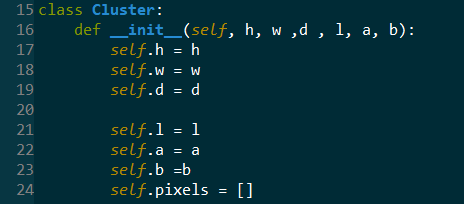 15 class Cluster:
16     def __init__(self, h, w ,d , l, a, b):
17         self.h = h
18         self.w = w
19         self.d = d
20
21         self.l = l
22         self.a = a
23         self.b =b
24         self.pixels = []